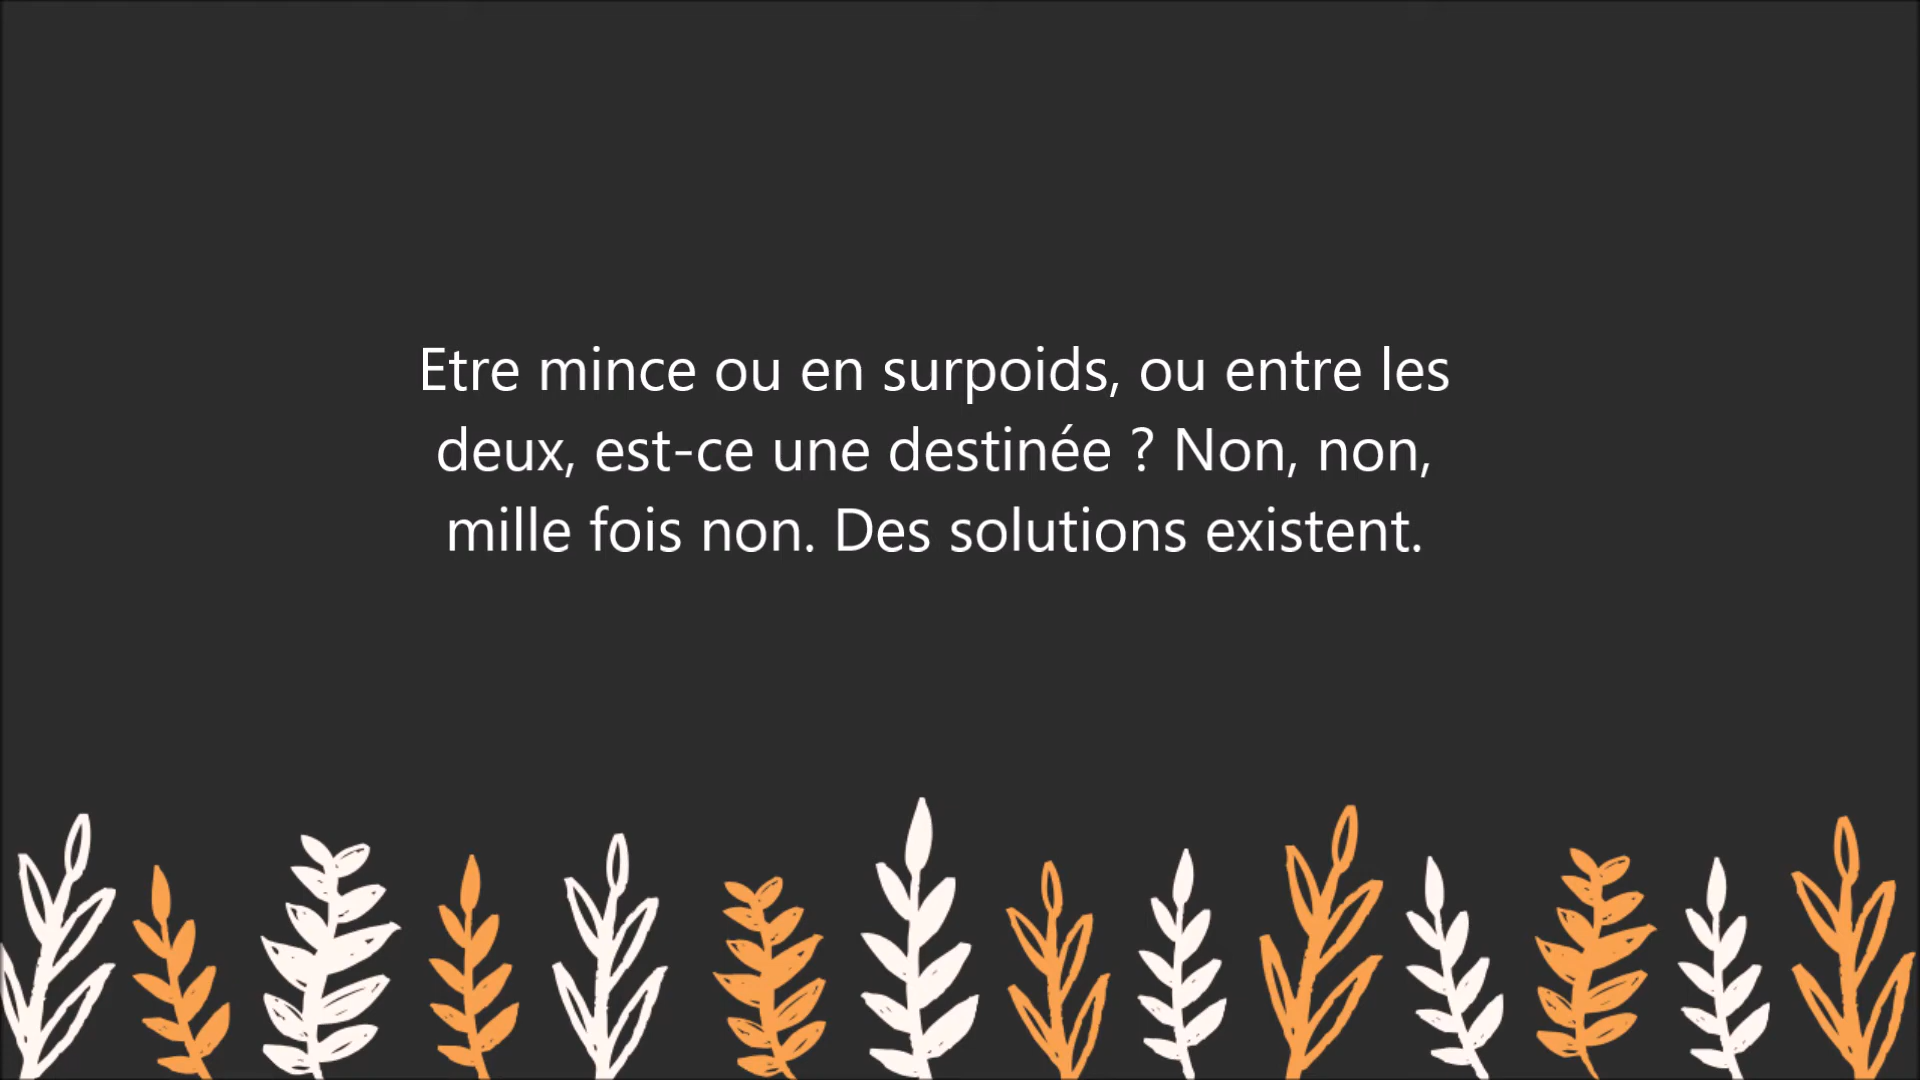 Etre mince ou en surpoids, ou entre les
deux, est-ce une destinée ? Non, non,
mille fois non. Des solutions existent.